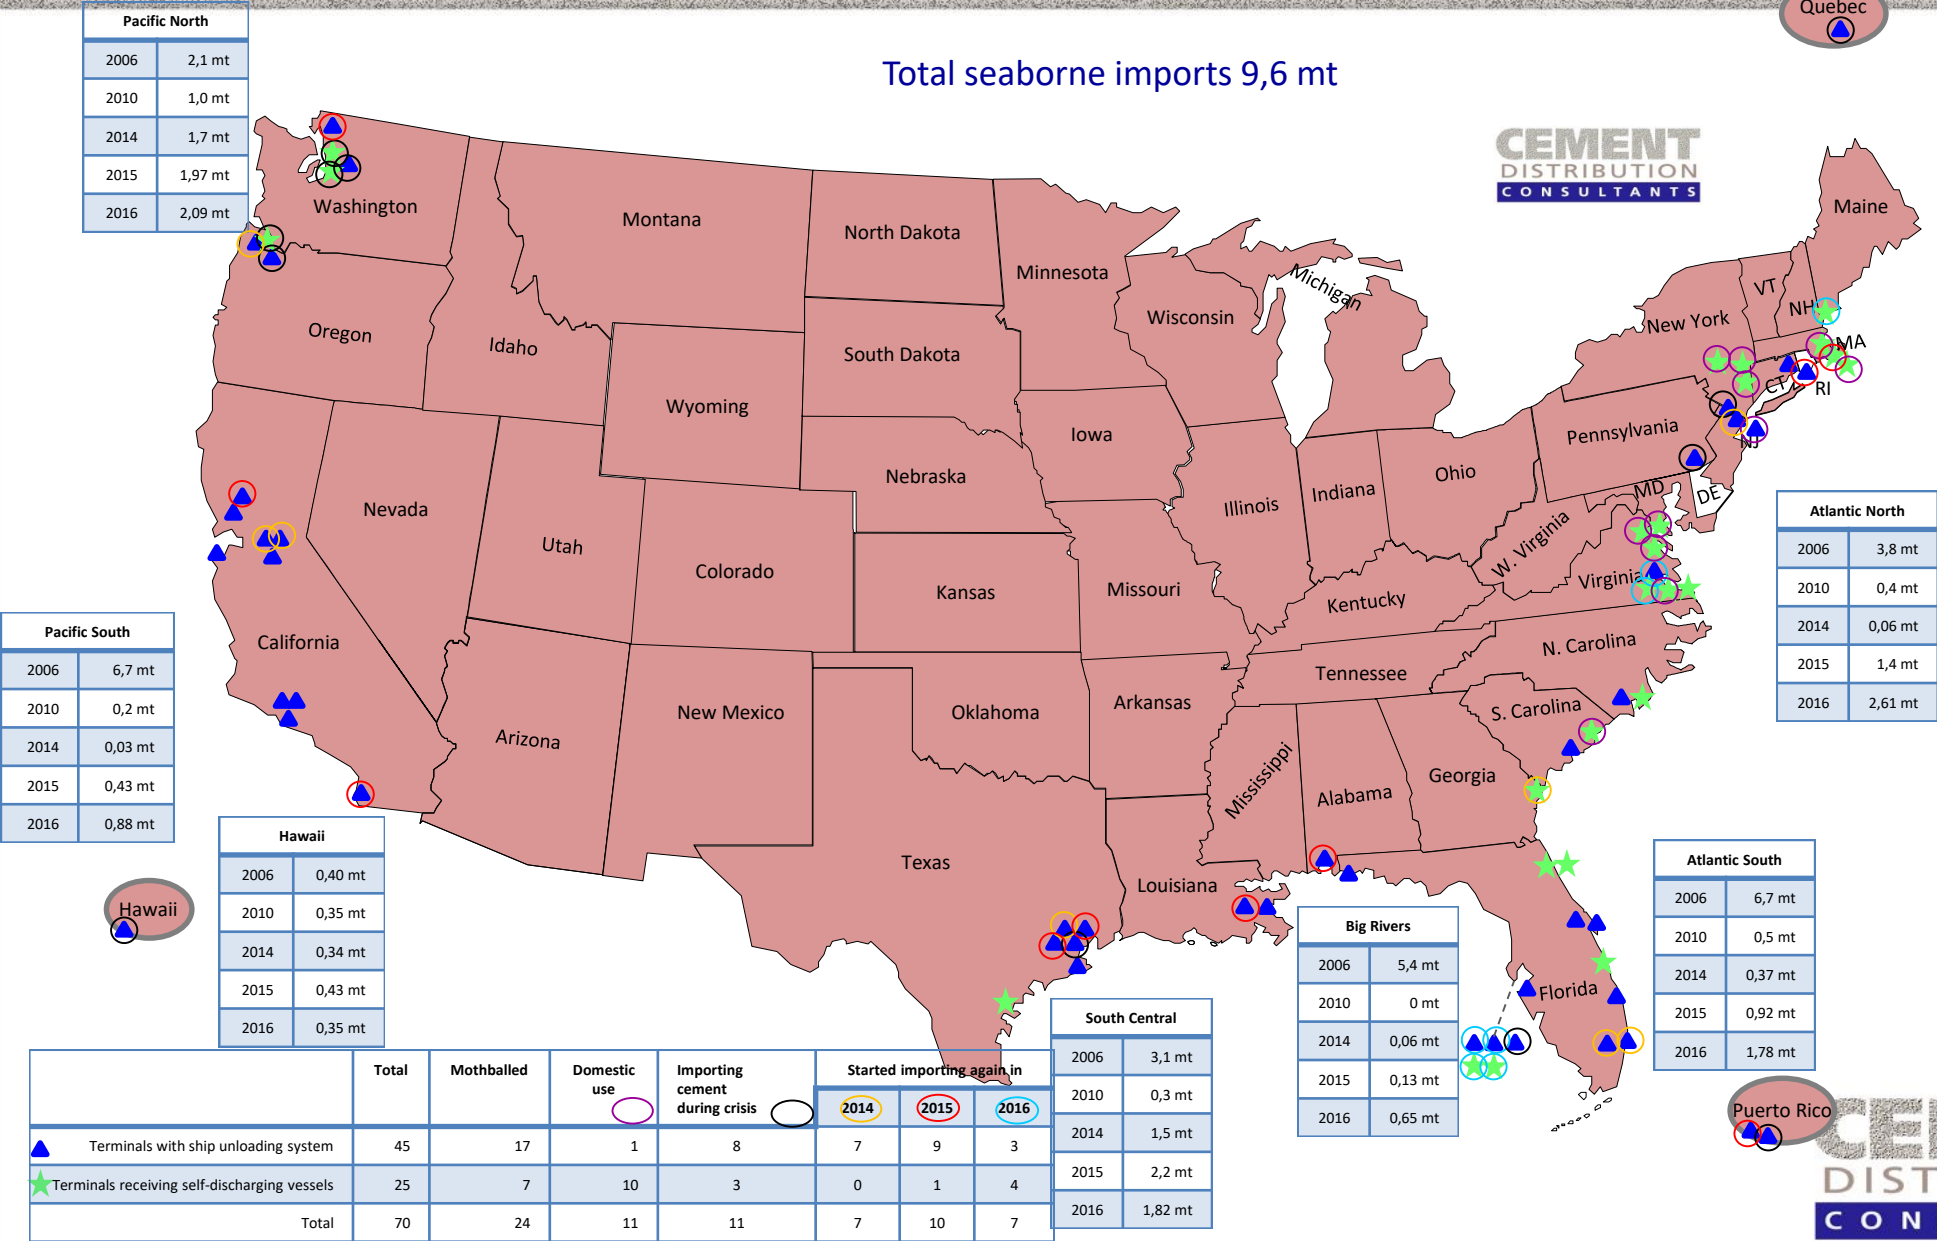 Quebec
Total seaborne imports 9,6 mt
CEMENT
DISTRIBUTION
CONSULTANTS
Pacific North
2006 2,1 mt
2010 1,0 mt
2014 1,7 mt
2015 1,97 mt
2016 2,09 mt
Washington
Montana
North Dakota
Minnesota
Michigan
Maine
Oregon
Idaho
South Dakota
Wisconsin
New York
VT
NH
MA
Wyoming
Iowa
Pennsylvania
CT
RI
NJ
Nevada
Utah
Nebraska
Illinois
Indiana
Ohio
MD
DE
Colorado
Kansas
Missouri
W. Virginia
Virginia
Kentucky
California
Arizona
New Mexico
Oklahoma
Arkansas
Tennessee
N. Carolina
S. Carolina
Texas
Louisiana
Mississippi
Alabama
Georgia
Florida
Atlantic North
2006 3,8 mt
2010 0,4 mt
2014 0,06 mt
2015 1,4 mt
2016 2,61 mt
Pacific South
2006 6,7 mt
2010 0,2 mt
2014 0,03 mt
2015 0,43 mt
2016 0,88 mt
Hawaii
Hawaii
2006 0,40 mt
2010 0,35 mt
2014 0,34 mt
2015 0,43 mt
2016 0,35 mt
Big Rivers
2006 5,4 mt
2010 0 mt
2014 0,06 mt
2015 0,13 mt
2016 0,65 mt
Atlantic South
2006 6,7 mt
2010 0,5 mt
2014 0,37 mt
2015 0,92 mt
2016 1,78 mt
South Central
2006 3,1 mt
2010 0,3 mt
2014 1,5 mt
2015 2,2 mt
2016 1,82 mt
Puerto Rico
Total Mothballed Domestic use Importing cement during crisis Started importing again in
2014 2015 2016
Terminals with ship unloading system 45 17 1 8 7 9 3
Terminals receiving self-discharging vessels 25 7 10 3 0 1 4
Total 70 24 11 11 7 10 7
DIST
CON